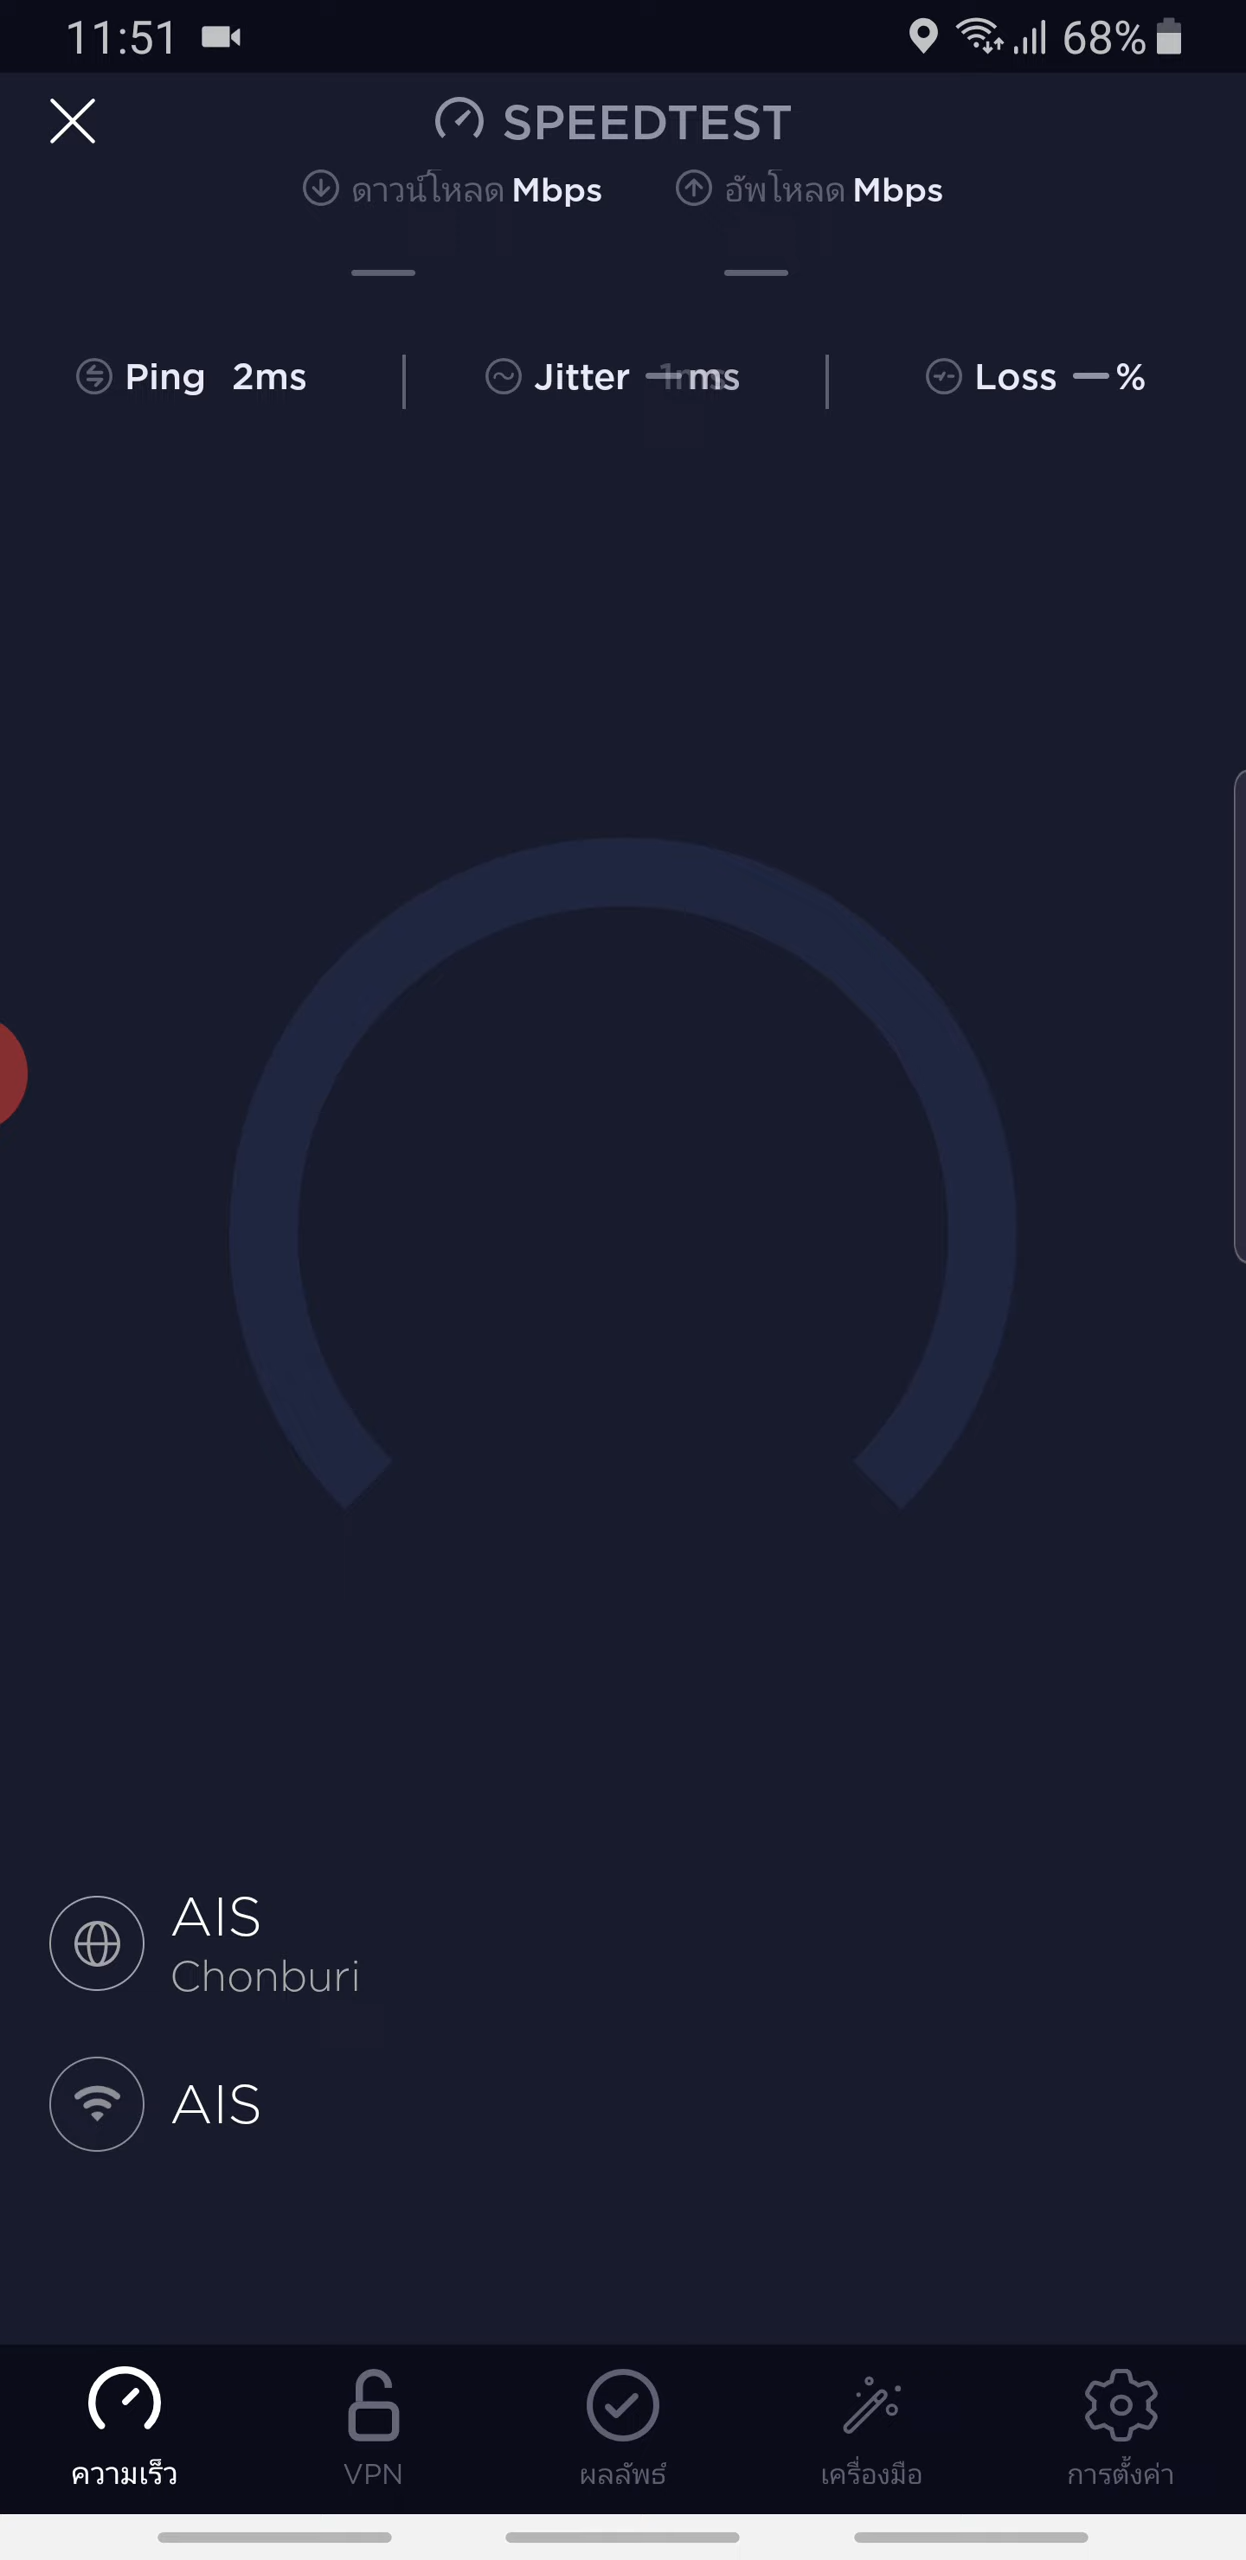 11:51 68%
SPEEDTEST
ดาวน์โหลด Mbps อัพโหลด Mbps
Ping 2ms Jitter ms Loss — %
AIS
Chonburi
AIS
ความเร็ว VPN ผลลัพธ์ เครื่องมือ การตั้งค่า